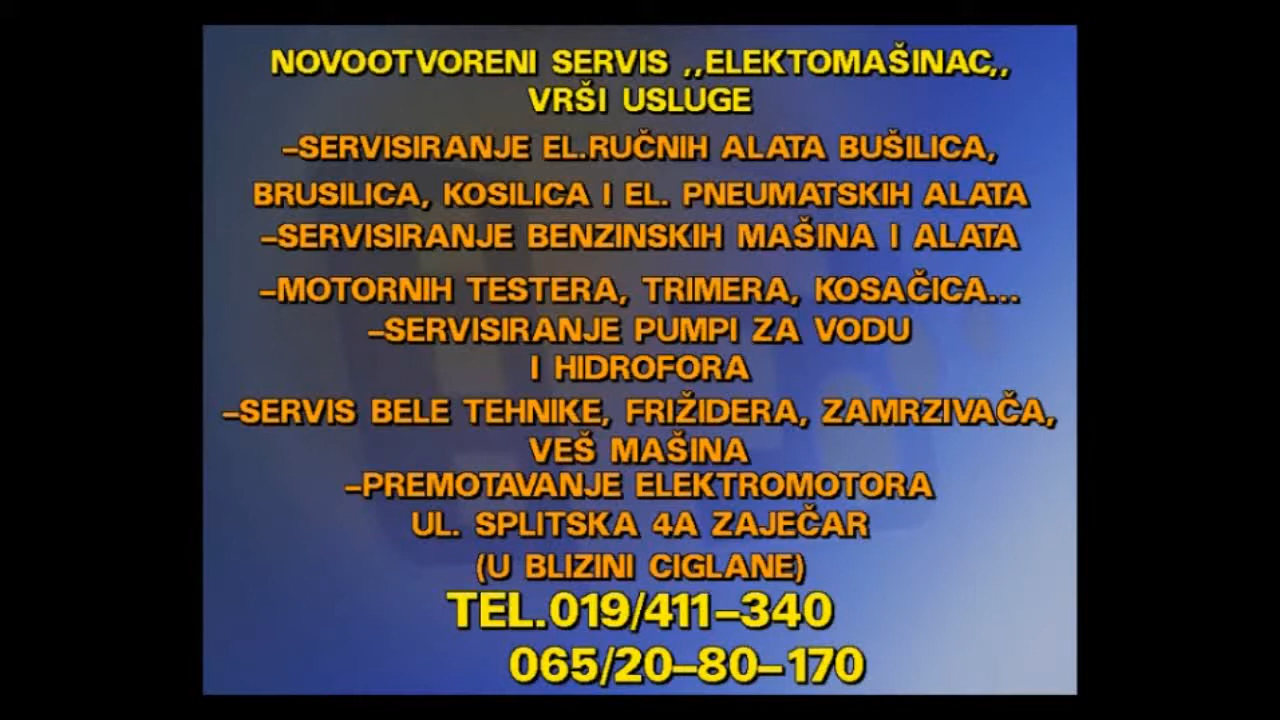 NOVOOTVORENI SERVIS ,,ELEKTOMAŠINAC,,
VRŠI USLUGE
–SERVISIRANJE EL.RUČNIH ALATA BUŠILICA,
BRUSILICA, KOSILICA I EL. PNEUMATSKIH ALATA
–SERVISIRANJE BENZINSKIH MAŠINA I ALATA
–MOTORNIH TESTERA, TRIMERA, KOSAČICA...
–SERVISIRANJE PUMPI ZA VODU
I HIDROFORA
–SERVIS BELE TEHNIKE, FRIŽIDERA, ZAMRZIVAČA,
VEŠ MAŠINA
–PREMOTAVANJE ELEKTROMOTORA
UL. SPLITSKA 4A ZAJEČAR
(U BLIZINI CIGLANE)
TEL.019/411–340
065/20–80–170